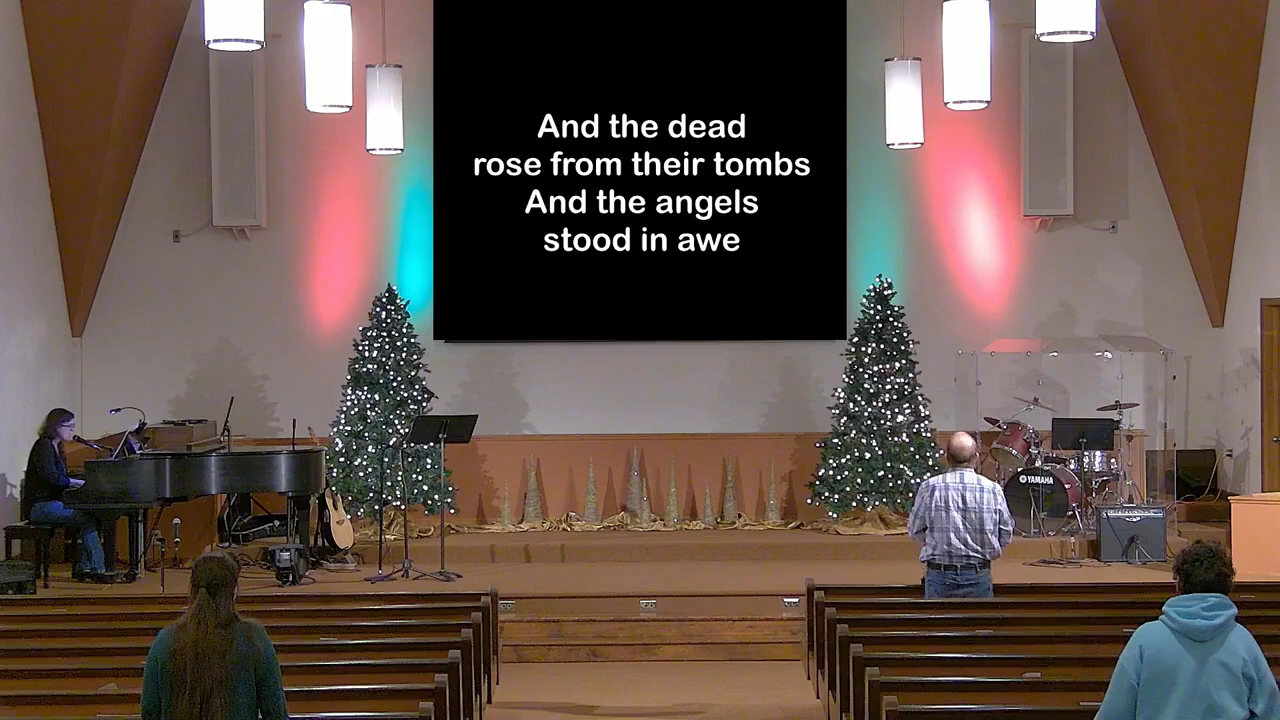 And the dead
rose from their tombs
And the angels
stood in awe
YAMAHA